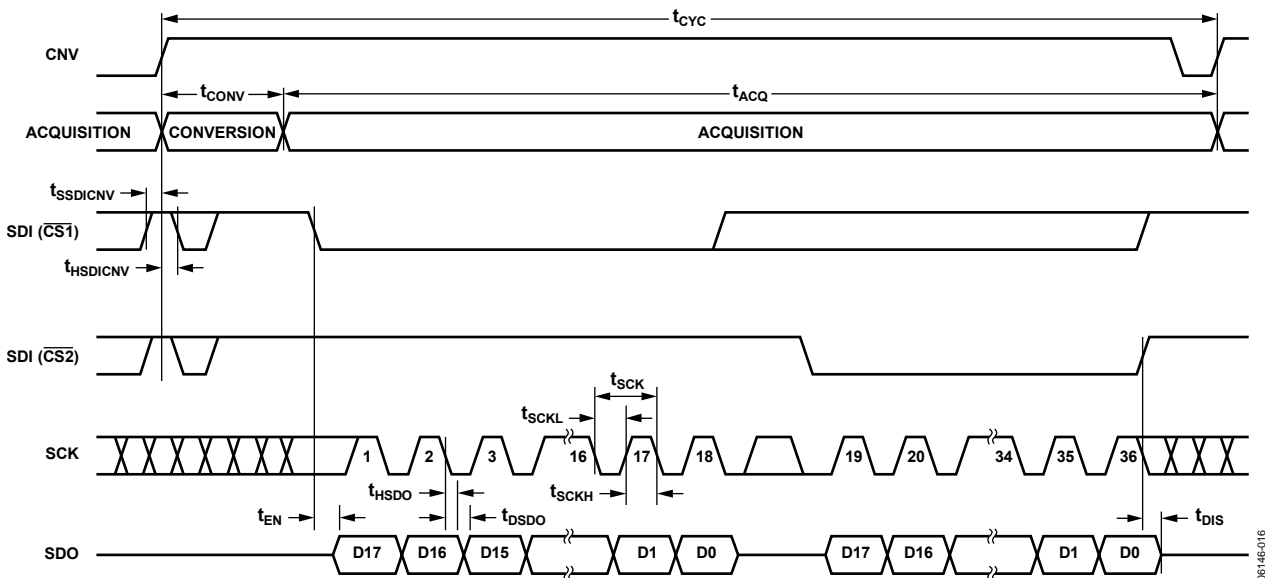 tCYC
CNV
tCONV
tACQ
ACQUISITION CONVERSION ACQUISITION
tSSDICNV
SDI (CS1)
tHSDICNV
SDI (CS2)
tSCK
tSCKL
SCK 1 2 3 16 17 18 19 20 34 35 36
tHSDO tSCKH
tEN tDSDO tDIS
SDO D17 D16 D15 D1 D0 D17 D16 D1 D0
06146-016